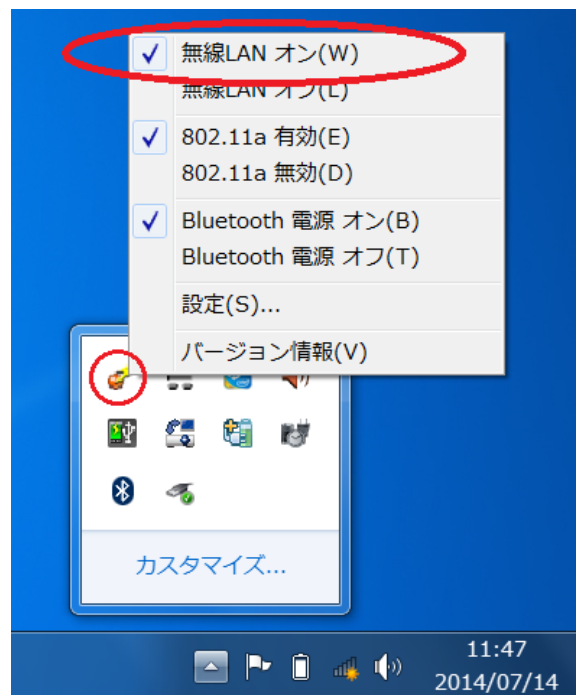 無線LAN オン(W)
無線LAN オフ(L)
802.11a 有効(E)
802.11a 無効(D)
Bluetooth 電源 オン(B)
Bluetooth 電源 オフ(T)
設定(S)...
バージョン情報(V)
カスタマイズ...
11:47
2014/07/14